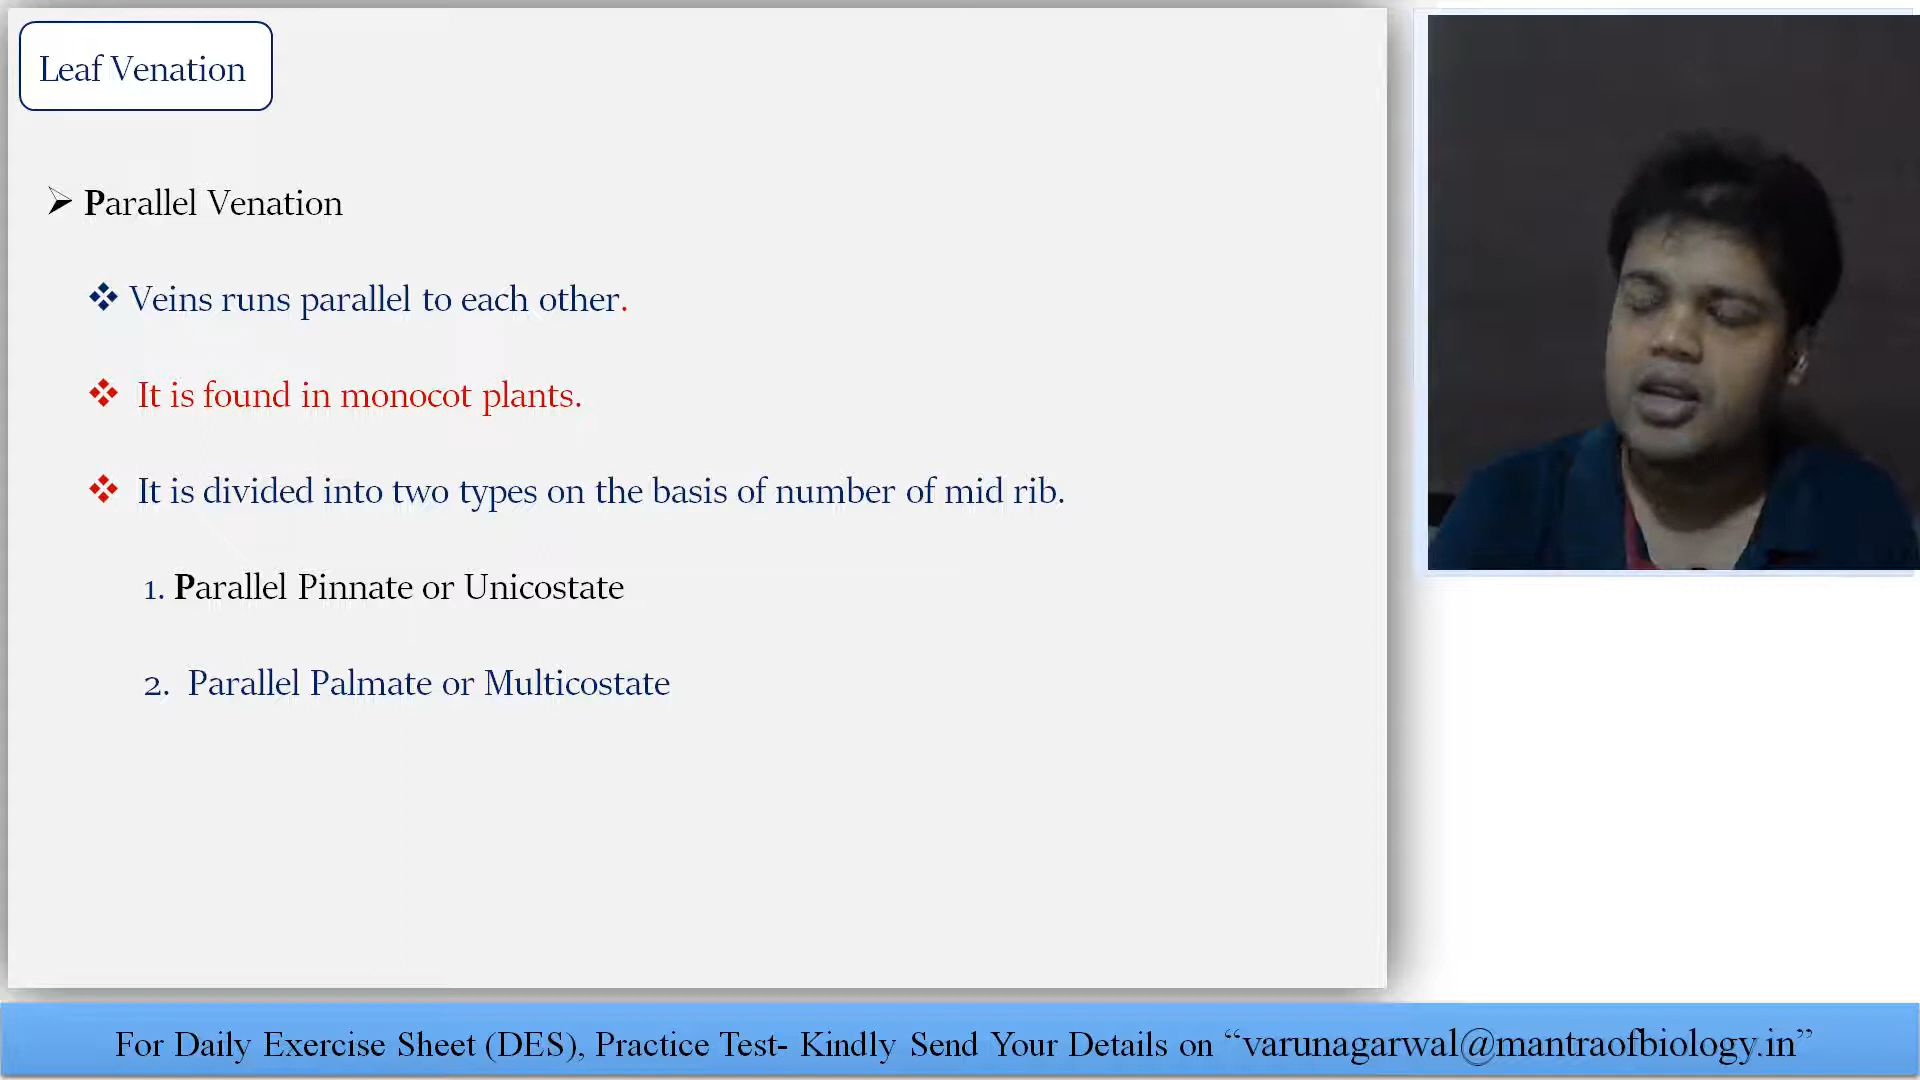 Leaf Venation
Parallel Venation
Veins runs parallel to each other.
It is found in monocot plants.
It is divided into two types on the basis of number of mid rib.
1. Parallel Pinnate or Unicostate
2. Parallel Palmate or Multicostate
For Daily Exercise Sheet (DES), Practice Test- Kindly Send Your Details on “varunagarwal@mantraofbiology.in”